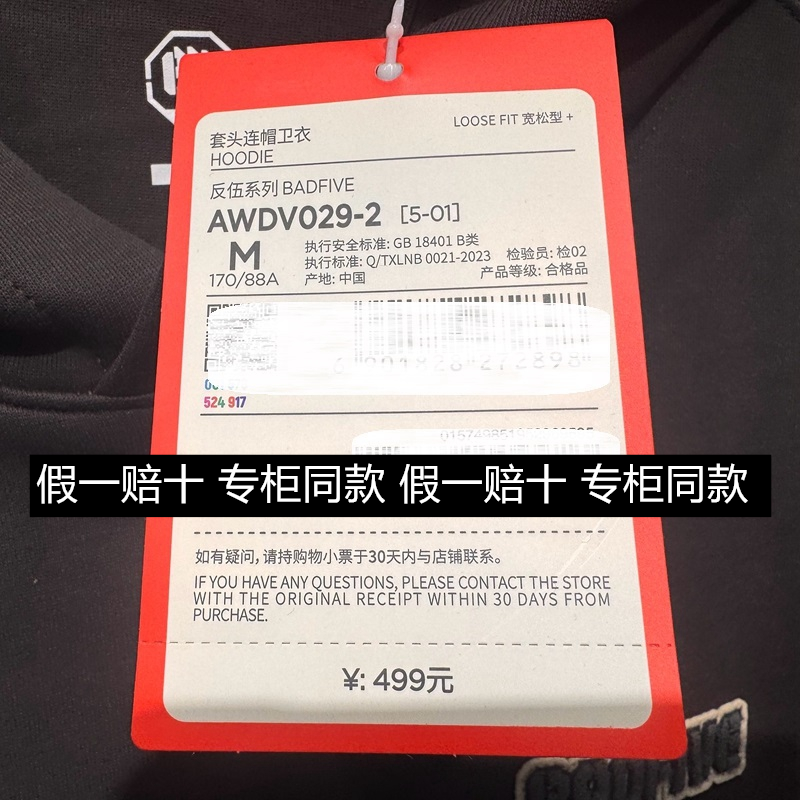 套头连帽卫衣
LOOSE FIT 宽松型 +
HOODIE
反伍系列 BADFIVE
AWDV029-2 [5-01]
M
170/88A
执行安全标准: GB 18401 B类
执行标准: Q/TXLNB 0021-2023 检验员: 检02
产地: 中国 产品等级: 合格品
524 917
假一赔十 专柜同款 假一赔十 专柜同款
如有疑问, 请持购物小票于30天内与店铺联系。
IF YOU HAVE ANY QUESTIONS, PLEASE CONTACT THE STORE
WITH THE ORIGINAL RECEIPT WITHIN 30 DAYS FROM
PURCHASE.
¥: 499元
BADFIVE